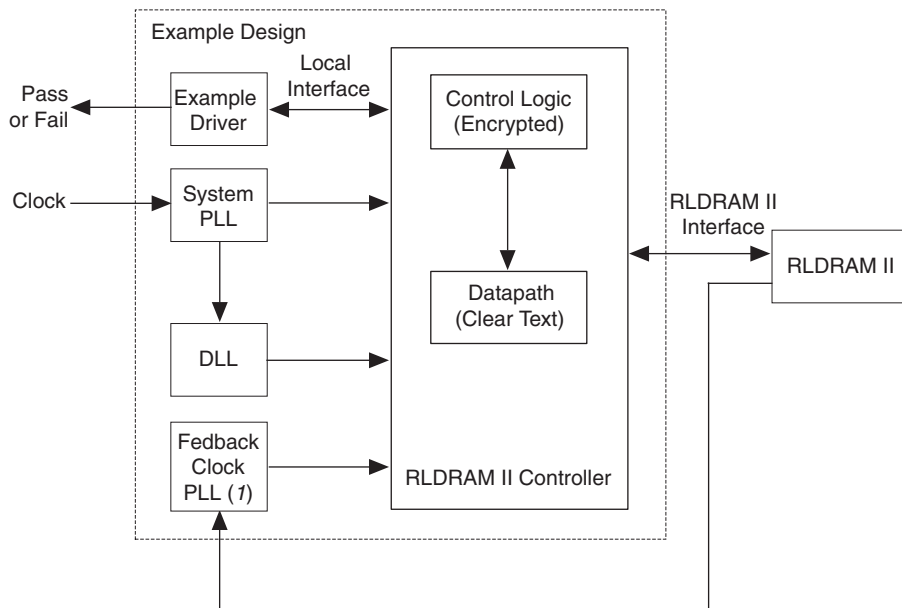 Example Design
Pass
or Fail
Example
Driver
Local
Interface
Control Logic
(Encrypted)
Clock
System
PLL
RLDRAM II
Interface
RLDRAM II
Datapath
(Clear Text)
DLL
Fedback
Clock
PLL (1)
RLDRAM II Controller